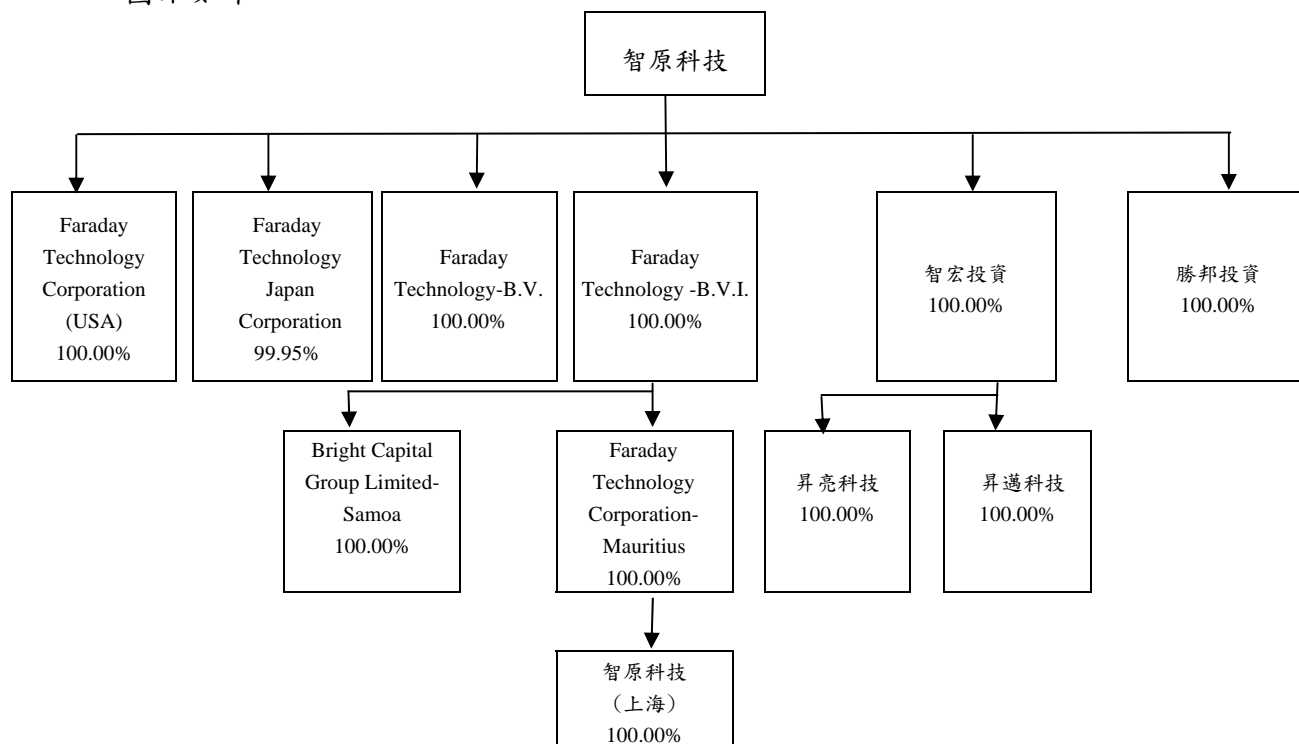 智原科技
Faraday
Technology
Corporation
(USA)
100.00%
Faraday
Technology
Japan
Corporation
99.95%
Faraday
Technology-B.V.
100.00%
Faraday
Technology -B.V.I.
100.00%
智宏投資
100.00%
勝邦投資
100.00%
Bright Capital
Group Limited-
Samoa
100.00%
Faraday
Technology
Corporation-
Mauritius
100.00%
昇亮科技
100.00%
昇邁科技
100.00%
智原科技
（上海）
100.00%